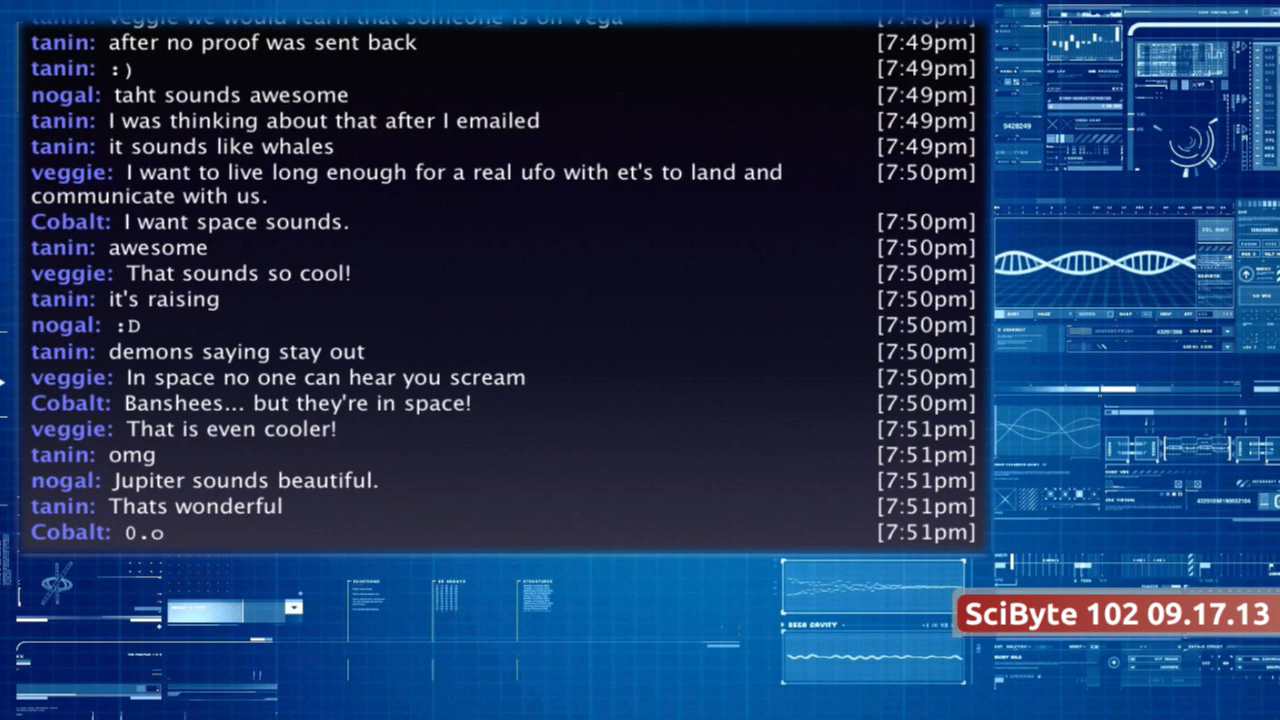 tanin: after no proof was sent back [7:49pm]
tanin: :) [7:49pm]
nogal: taht sounds awesome [7:49pm]
tanin: I was thinking about that after I emailed [7:49pm]
tanin: it sounds like whales [7:49pm]
veggie: I want to live long enough for a real ufo with et's to land and [7:50pm]
communicate with us.
Cobalt: I want space sounds. [7:50pm]
tanin: awesome [7:50pm]
veggie: That sounds so cool! [7:50pm]
tanin: it's raising [7:50pm]
nogal: :D [7:50pm]
tanin: demons saying stay out [7:50pm]
veggie: In space no one can hear you scream [7:50pm]
Cobalt: Banshees... but they're in space! [7:50pm]
veggie: That is even cooler! [7:51pm]
tanin: omg [7:51pm]
nogal: Jupiter sounds beautiful. [7:51pm]
tanin: Thats wonderful [7:51pm]
Cobalt: 0.o [7:51pm]
9428249
SciByte 102 09.17.13